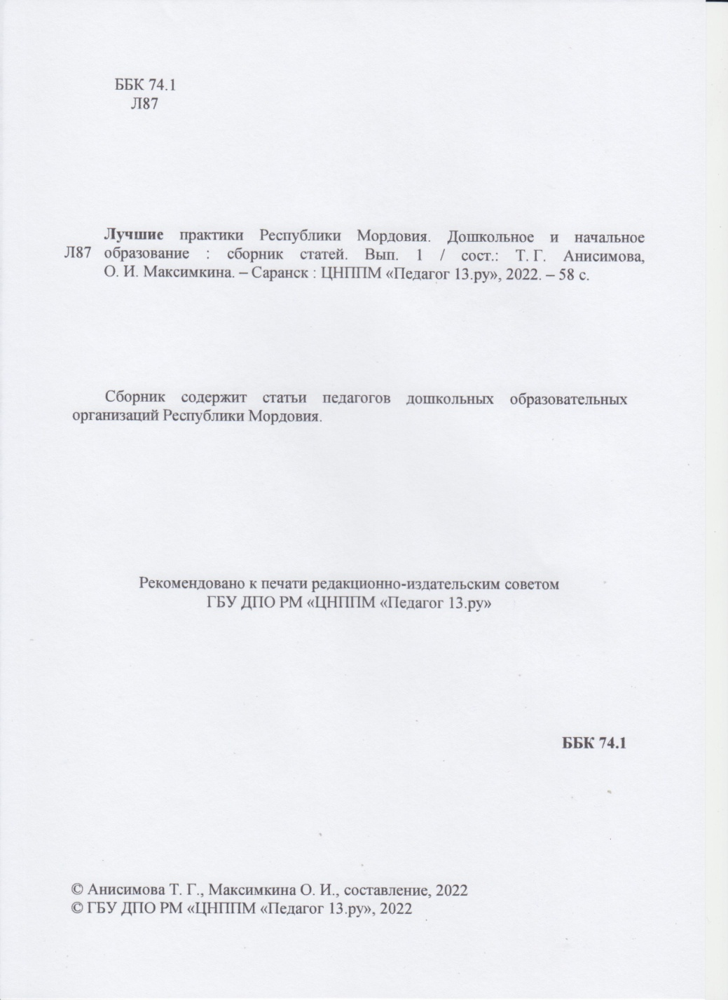 ББК 74.1
Л87
Лучшие практики Республики Мордовия. Дошкольное и начальное
Л87 образование : сборник статей. Вып. 1 / сост.: Т. Г. Анисимова,
О. И. Максимкина. – Саранск : ЦНППМ «Педагог 13.ру», 2022. – 58 с.
Сборник содержит статьи педагогов дошкольных образовательных
организаций Республики Мордовия.
Рекомендовано к печати редакционно-издательским советом
ГБУ ДПО РМ «ЦНППМ «Педагог 13.ру»
ББК 74.1
© Анисимова Т. Г., Максимкина О. И., составление, 2022
© ГБУ ДПО РМ «ЦНППМ «Педагог 13.ру», 2022